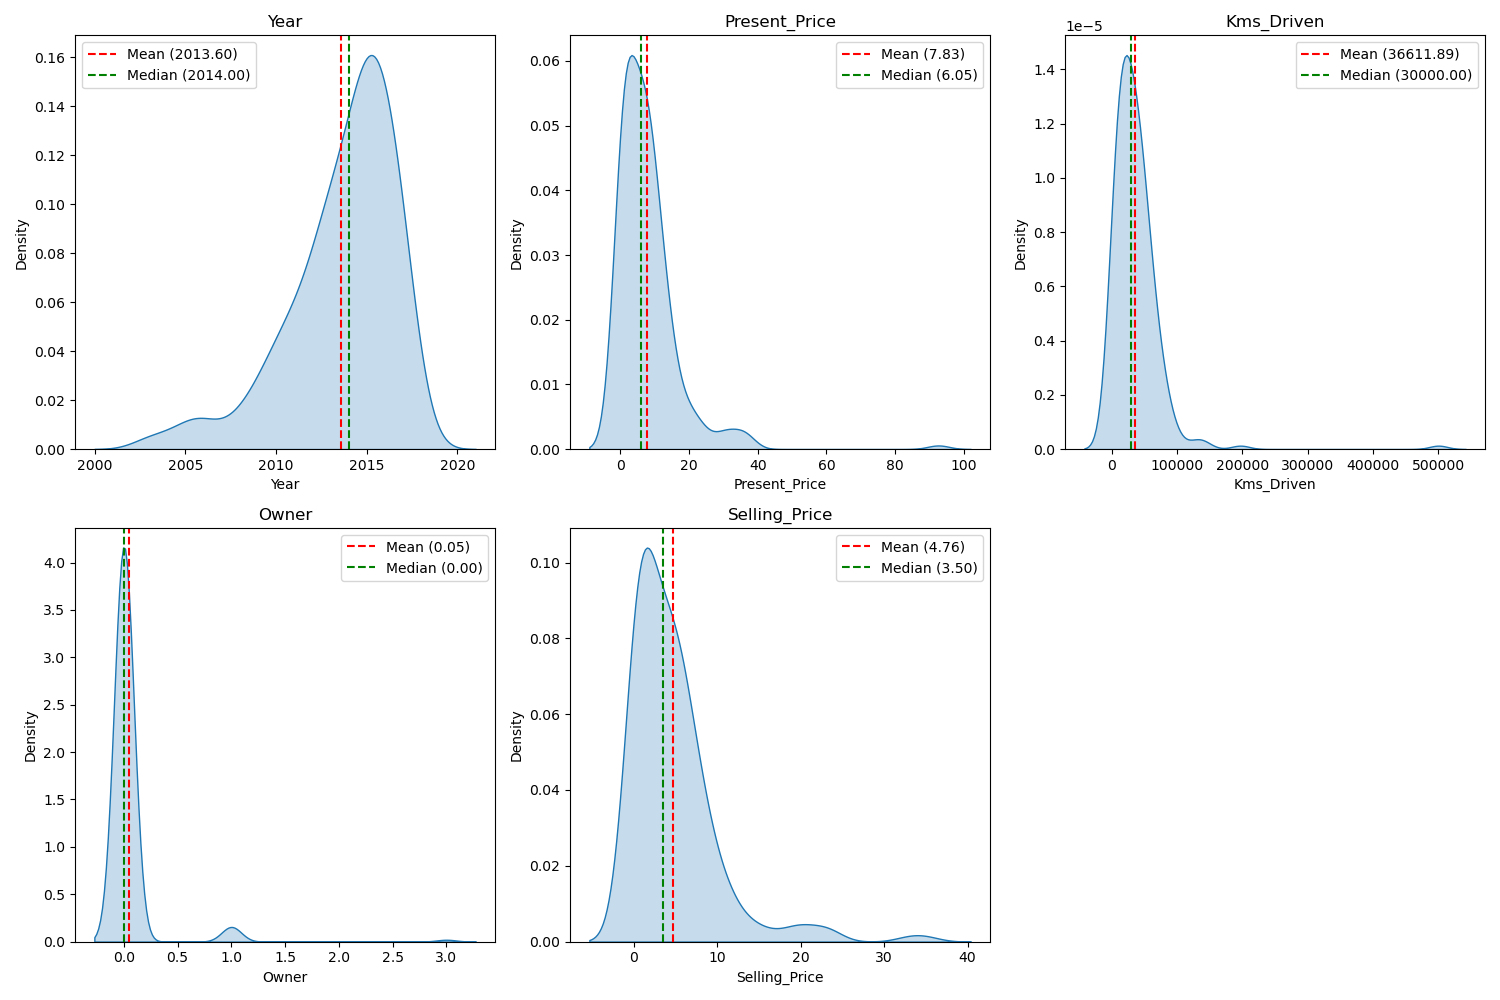 Year
Mean (2013.60)
Median (2014.00)
0.16
0.14
0.12
0.10
0.08
0.06
0.04
0.02
0.00
Density
2000 2005 2010 2015 2020
Year
Present_Price
Mean (7.83)
Median (6.05)
0.06
0.05
0.04
0.03
0.02
0.01
0.00
Density
0 20 40 60 80 100
Present_Price
Kms_Driven
1e−5
Mean (36611.89)
Median (30000.00)
1.4
1.2
1.0
0.8
0.6
0.4
0.2
0.0
Density
0 100000 200000 300000 400000 500000
Kms_Driven
Owner
Mean (0.05)
Median (0.00)
4.0
3.5
3.0
2.5
2.0
1.5
1.0
0.5
0.0
Density
0.0 0.5 1.0 1.5 2.0 2.5 3.0
Owner
Selling_Price
Mean (4.76)
Median (3.50)
0.10
0.08
0.06
0.04
0.02
0.00
Density
0 10 20 30 40
Selling_Price